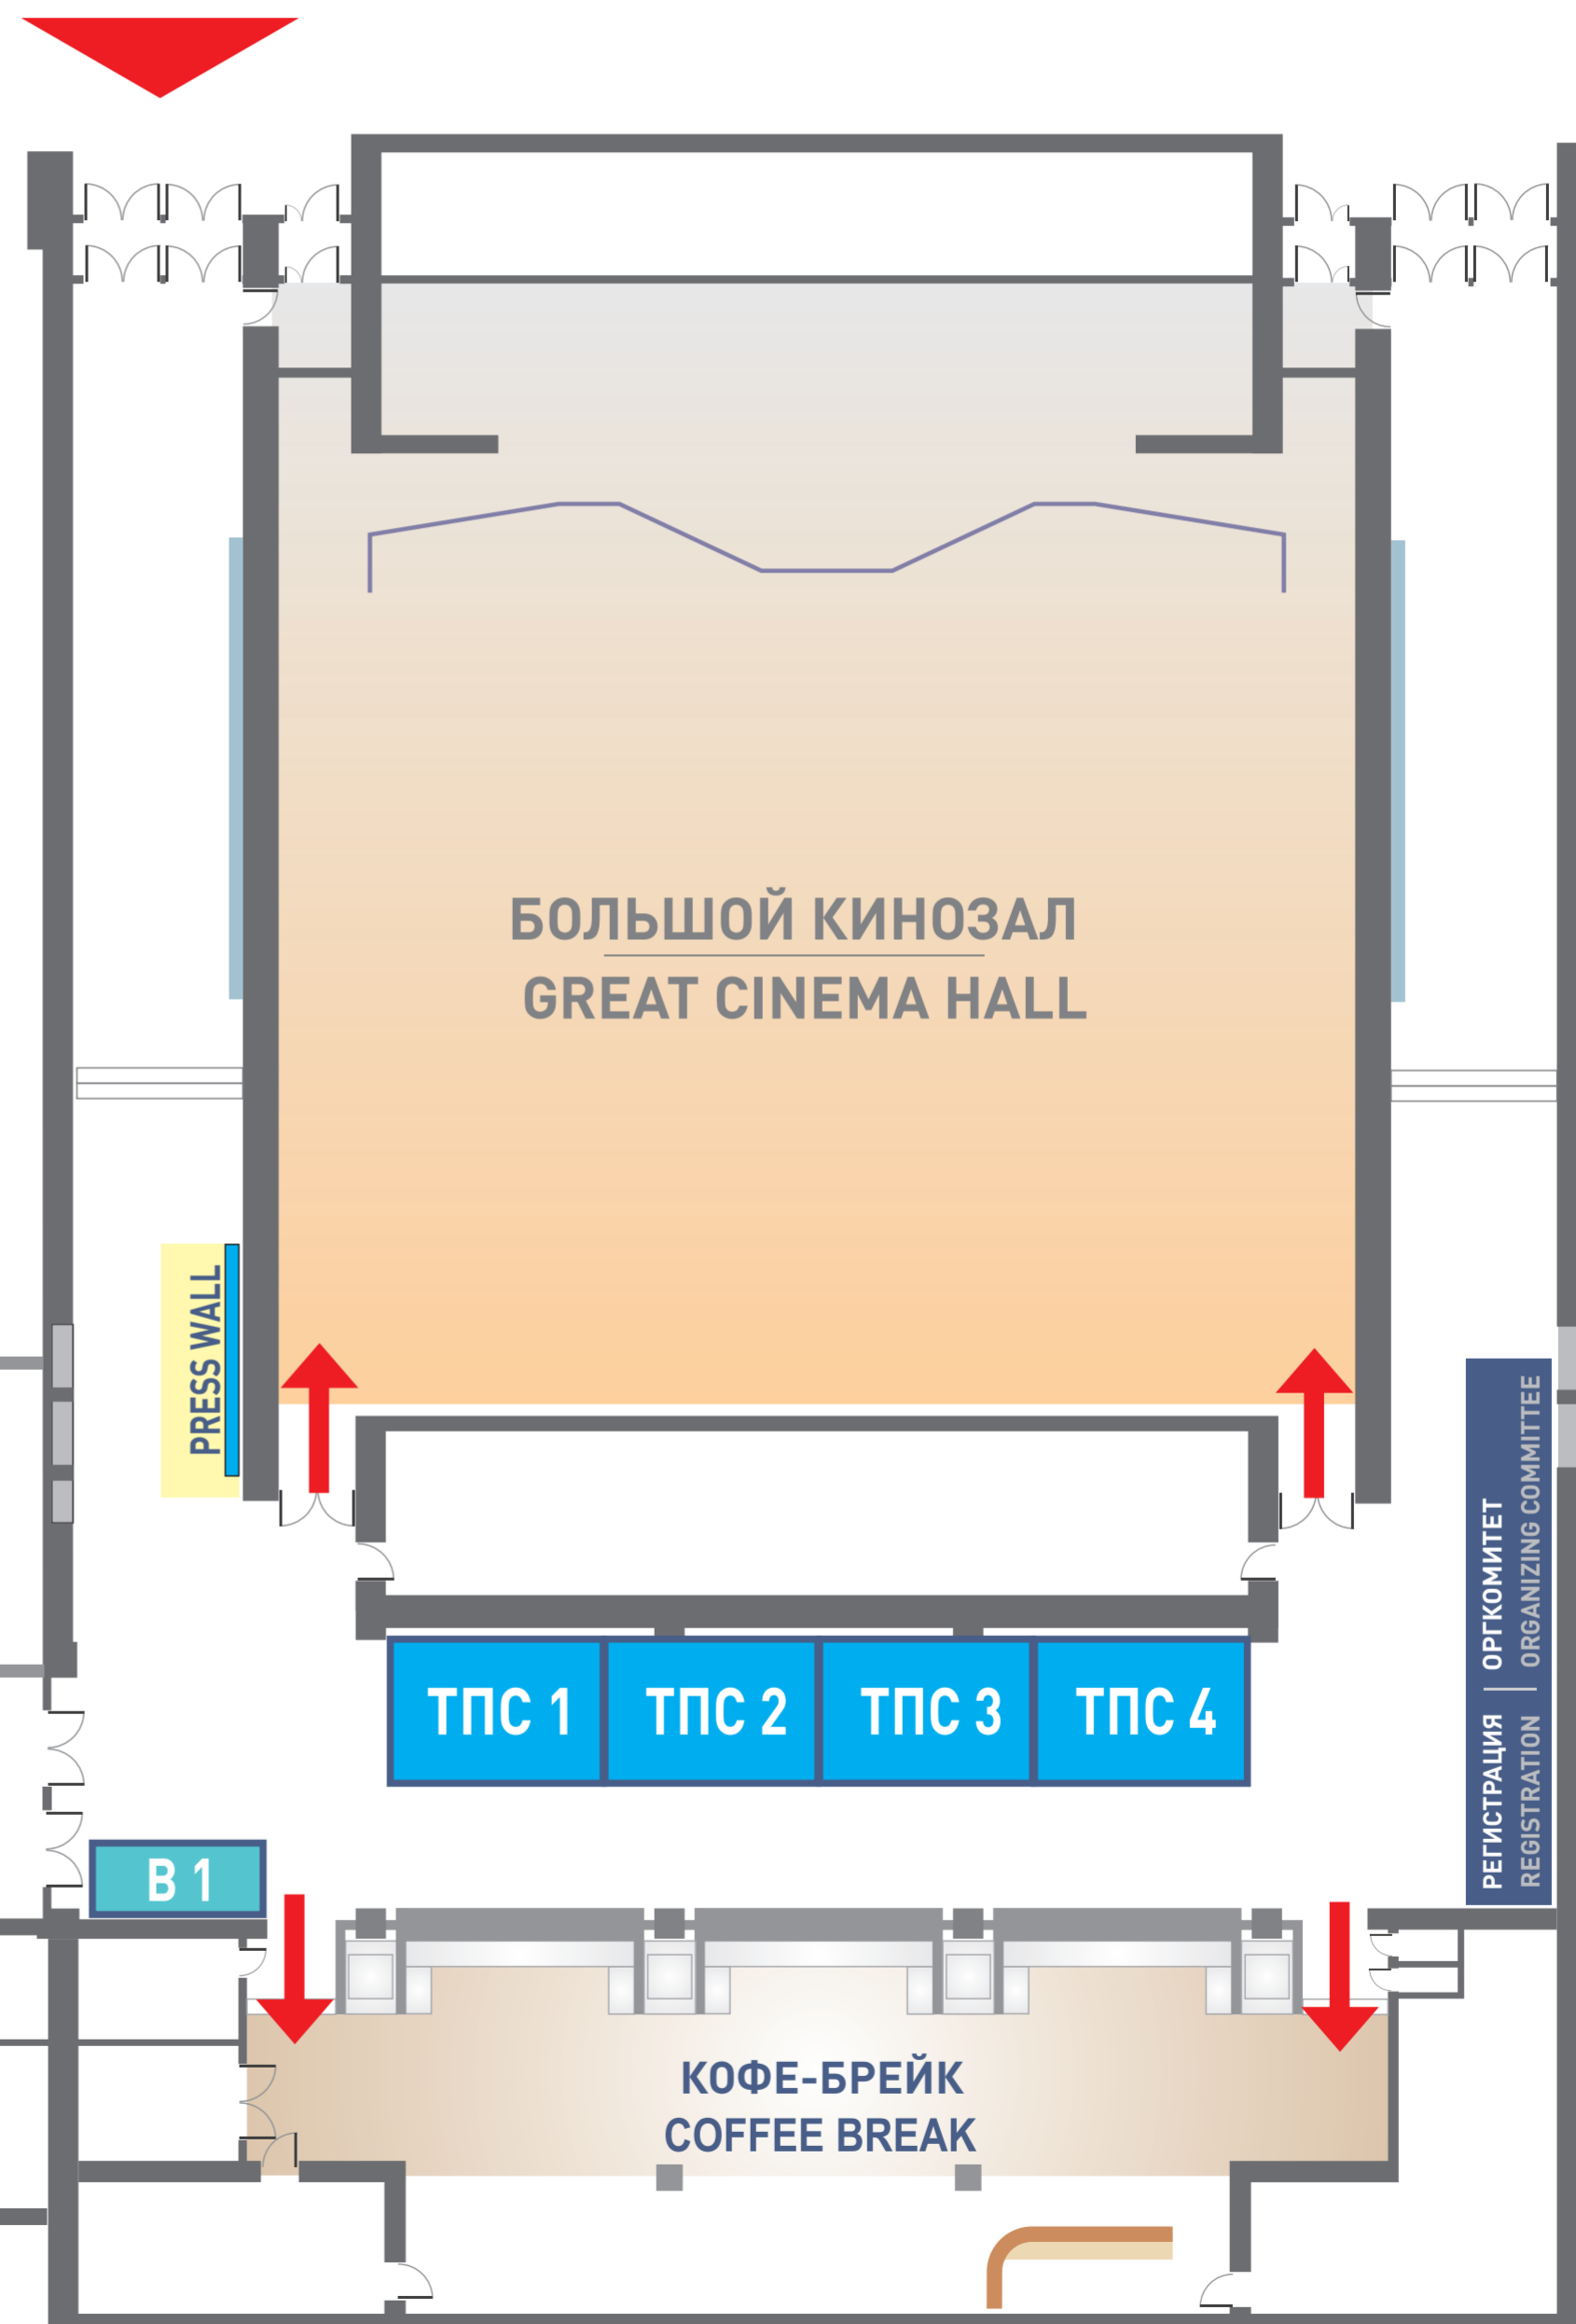 БОЛЬШОЙ КИНОЗАЛ
GREAT CINEMA HALL
PRESS WALL
РЕГИСТРАЦИЯ | ОРГКОМИТЕТ
REGISTRATION | ORGANIZING COMMITTEE
ТПС 1
ТПС 2
ТПС 3
ТПС 4
В 1
КОФЕ-БРЕЙК
COFFEE BREAK